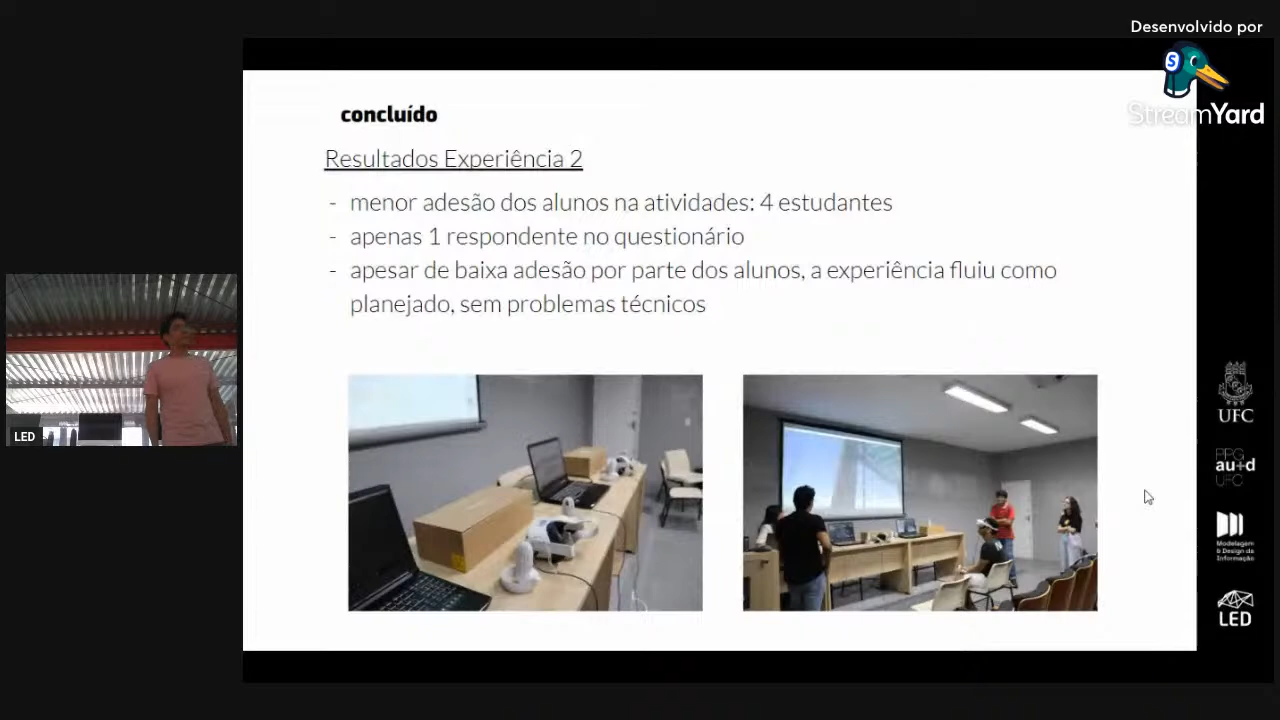 Desenvolvido por
StreamYard
concluído
Resultados Experiência 2
- menor adesão dos alunos na atividades: 4 estudantes
- apenas 1 respondente no questionário
- apesar de baixa adesão por parte dos alunos, a experiência fluiu como
planejado, sem problemas técnicos
LED
UFC
PPG
au+d
UFC
Modelagem
& Design da
Informação
LED